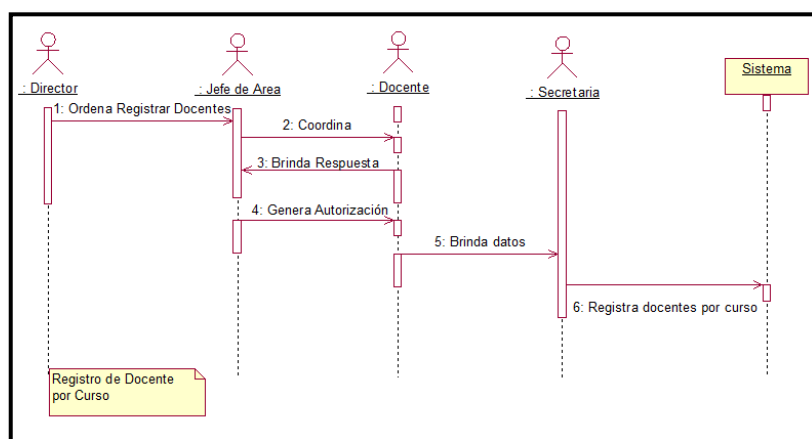 : Director
: Jefe de Area
: Docente
: Secretaria
Sistema
1: Ordena Registrar Docentes
2: Coordina
3: Brinda Respuesta
4: Genera Autorización
5: Brinda datos
6: Registra docentes por curso
Registro de Docente
por Curso